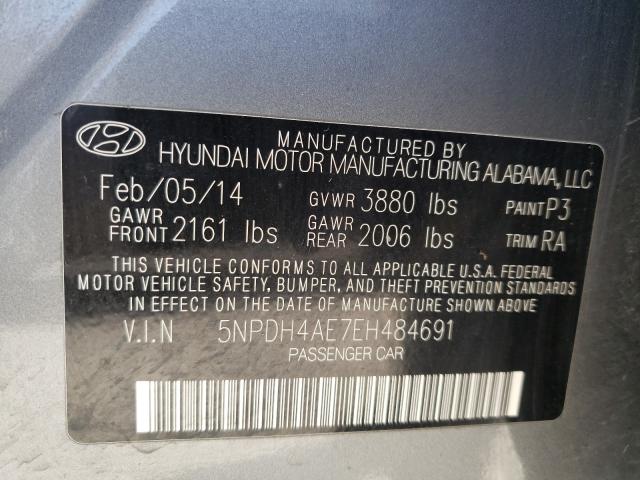 MANUFACTURED BY
HYUNDAI MOTOR MANUFACTURING ALABAMA, LLC
Feb/05/14 GVWR 3880 lbs PAINT P3
GAWR FRONT 2161 lbs GAWR REAR 2006 lbs TRIM RA
THIS VEHICLE CONFORMS TO ALL APPLICABLE U.S.A. FEDERAL
MOTOR VEHICLE SAFETY, BUMPER, AND THEFT PREVENTION STANDARDS
IN EFFECT ON THE DATE OF MANUFACTURE SHOWN ABOVE.
V.I.N 5NPDH4AE7EH484691
PASSENGER CAR